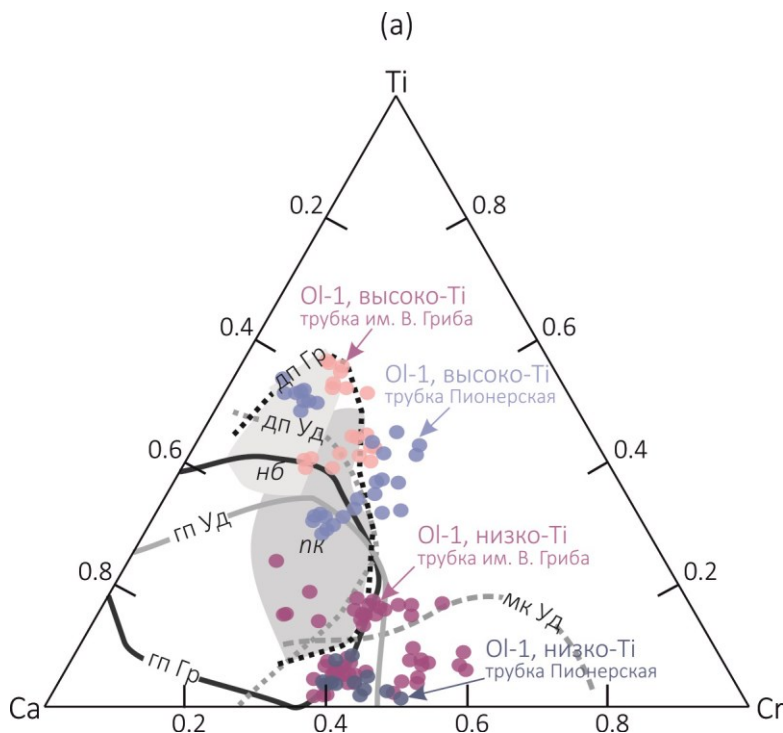 (a)
Ti
0.2
0.8
Ol-1, высоко-Ti
трубка им. В. Гриба
0.4
0.6
дп Гр
Ol-1, высоко-Ti
трубка Пионерская
дп Уд
0.6
0.4
нб
гп Уд
пк
Ol-1, низко-Ti
трубка им. В. Гриба
0.8
0.2
мк Уд
гп Гр
Ol-1, низко-Ti
трубка Пионерская
Ca
Cr
0.2
0.4
0.6
0.8